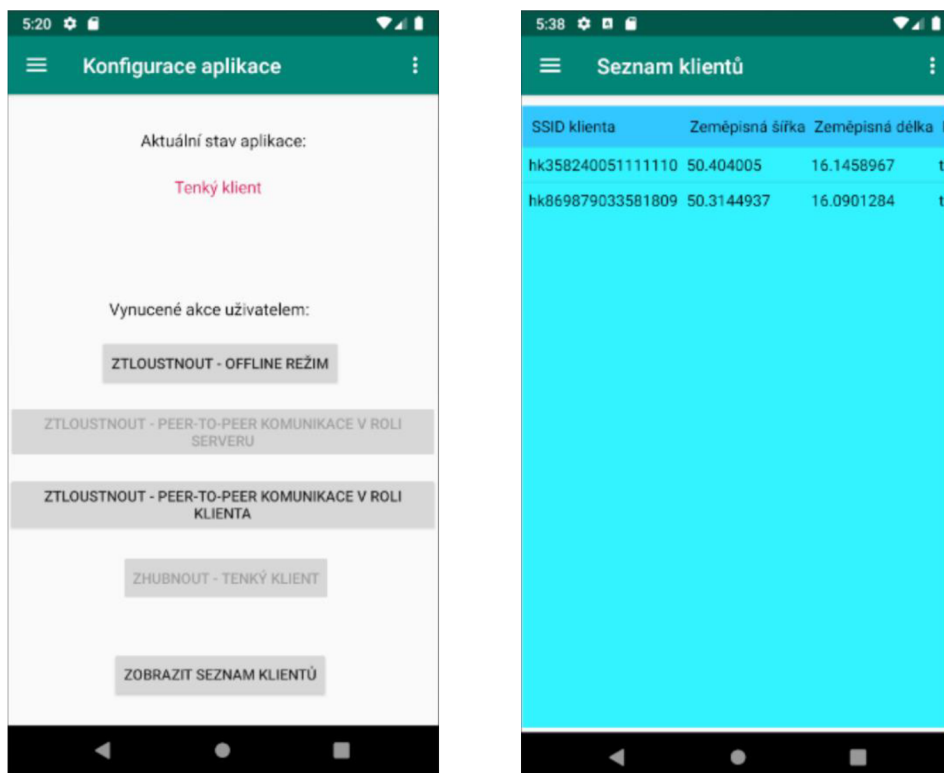 5:20
Konfigurace aplikace
Aktuální stav aplikace:
Tenký klient
Vynucené akce uživatelem:
ZTLOUSTNOUT - OFFLINE REŽIM
ZTLOUSTNOUT - PEER-TO-PEER KOMUNIKACE V ROLI
SERVERU
ZTLOUSTNOUT - PEER-TO-PEER KOMUNIKACE V ROLI
KLIENTA
ZHUBNOUT - TENKÝ KLIENT
ZOBRAZIT SEZNAM KLIENTŮ
5:38
Seznam klientů
SSID klienta Zeměpisná šířka Zeměpisná délka
hk358240051111110 50.404005 16.1458967 t
hk869879033581809 50.3144937 16.0901284 t